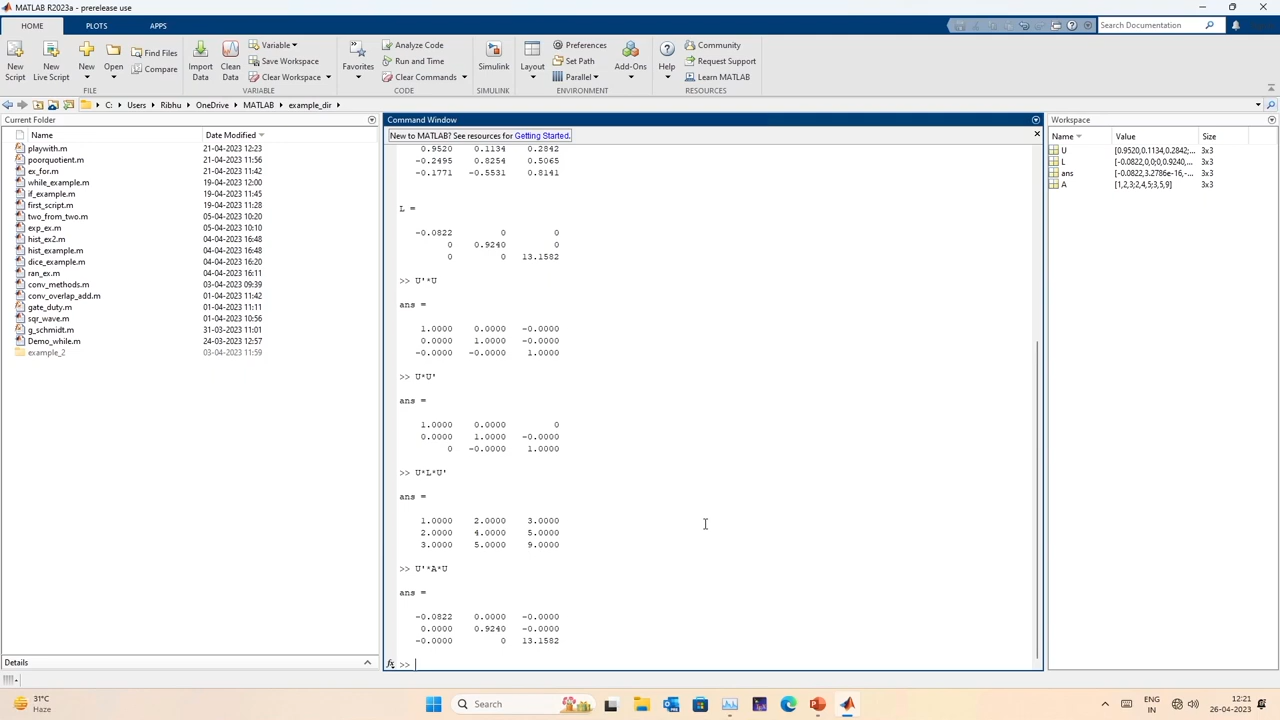 MATLAB R2023a - prerelease use
HOME PLOTS APPS
Search Documentation
New Script
New Live Script
New
Open
Find Files
Compare
FILE
Import Data
Clean Data
Variable
Save Workspace
Clear Workspace
VARIABLE
Favorites
Analyze Code
Run and Time
Clear Commands
CODE
Simulink
SIMULINK
Layout
Preferences
Set Path
Parallel
Add-Ons
ENVIRONMENT
Help
Community
Request Support
Learn MATLAB
RESOURCES
C: Users Ribhu OneDrive MATLAB example_dir
Current Folder
Name Date Modified
playwith.m 21-04-2023 12:23
poorquotient.m 21-04-2023 11:56
ex_for.m 21-04-2023 11:42
while_example.m 19-04-2023 12:00
if_example.m 19-04-2023 11:45
first_script.m 19-04-2023 11:28
two_from_two.m 05-04-2023 10:20
exp_ex.m 05-04-2023 10:10
hist_ex2.m 04-04-2023 16:48
hist_example.m 04-04-2023 16:48
dice_example.m 04-04-2023 16:20
ran_ex.m 04-04-2023 16:11
conv_methods.m 03-04-2023 09:39
conv_overlap_add.m 01-04-2023 11:42
gate_duty.m 01-04-2023 11:11
sqr_wave.m 01-04-2023 10:56
g_schmidt.m 31-03-2023 11:01
Demo_while.m 24-03-2023 12:57
example_2 03-04-2023 11:59
Details
Command Window
New to MATLAB? See resources for Getting Started.
0.9520 0.1134 0.2842
-0.2495 0.8254 0.5065
-0.1771 -0.5531 0.8141
L =
-0.0822 0 0
0 0.9240 0
0 0 13.1582
>> U'*U
ans =
1.0000 0.0000 -0.0000
0.0000 1.0000 -0.0000
-0.0000 -0.0000 1.0000
>> U*U'
ans =
1.0000 0.0000 0
0.0000 1.0000 -0.0000
0 -0.0000 1.0000
>> U*L*U'
ans =
1.0000 2.0000 3.0000
2.0000 4.0000 5.0000
3.0000 5.0000 9.0000
>> U'*A*U
ans =
-0.0822 0.0000 -0.0000
0.0000 0.9240 -0.0000
-0.0000 0 13.1582
fx >>
Workspace
Name Value Size
U [0.9520,0.1134,0.2842;... 3x3
L [-0.0822,0,0;0,0.9240,... 3x3
ans [-0.0822,3.2786e-16,-... 3x3
A [1,2,3;2,4,5;3,5,9] 3x3
31°C
Haze
Search
ENG
IN
12:21
26-04-2023